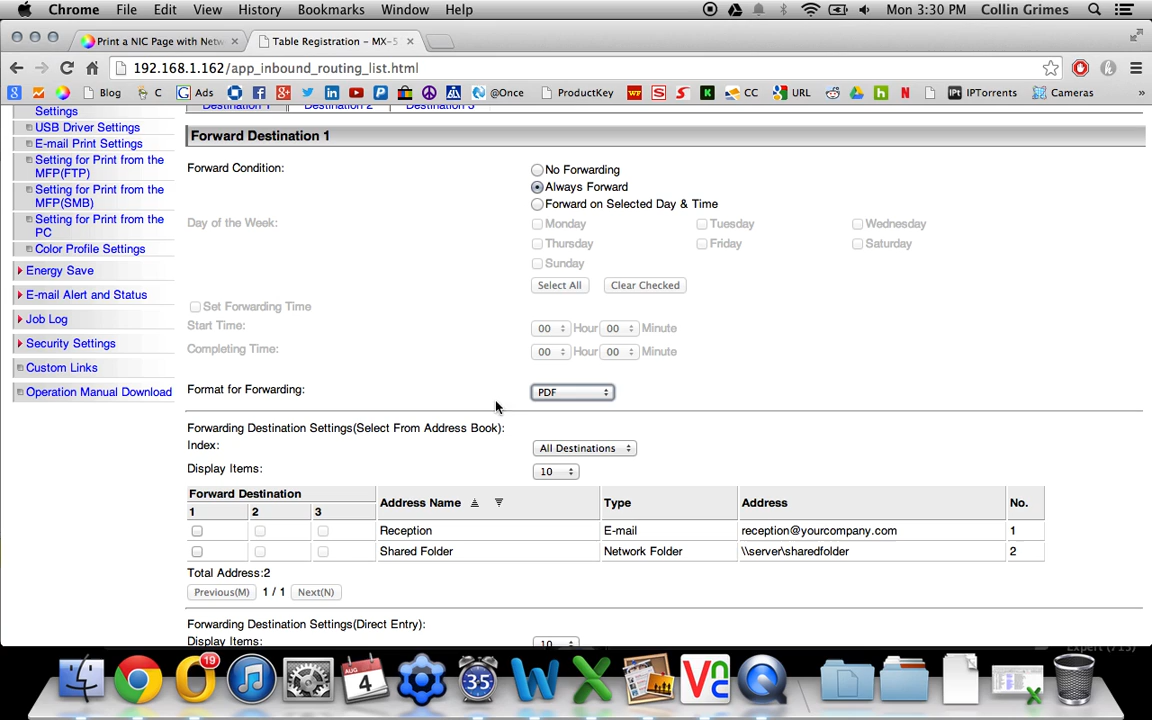 Chrome File Edit View History Bookmarks Window Help Mon 3:30 PM Collin Grimes
Print a NIC Page with Netw × Table Registration – MX-5 ×
192.168.1.162/app_inbound_routing_list.html
Blog C Ads @Once ProductKey WF CC URL IPTorrents Cameras »
Destination 1 Destination 2 Destination 3
Settings
USB Driver Settings
E-mail Print Settings
Setting for Print from the
MFP(FTP)
Setting for Print from the
MFP(SMB)
Setting for Print from the
PC
Color Profile Settings
Energy Save
E-mail Alert and Status
Job Log
Security Settings
Custom Links
Operation Manual Download
Forward Destination 1
Forward Condition:
No Forwarding
Always Forward
Forward on Selected Day & Time
Day of the Week:
Monday Tuesday Wednesday
Thursday Friday Saturday
Sunday
Select All Clear Checked
Set Forwarding Time
Start Time: 00 Hour 00 Minute
Completing Time: 00 Hour 00 Minute
Format for Forwarding: PDF
Forwarding Destination Settings(Select From Address Book):
Index: All Destinations
Display Items: 10
Forward Destination Address Name Type Address No.
1 2 3
Reception E-mail reception@yourcompany.com 1
Shared Folder Network Folder \\server\sharedfolder 2
Total Address:2
Previous(M) 1 / 1 Next(N)
Forwarding Destination Settings(Direct Entry):
Display Items: 10
19
AUG
4
35